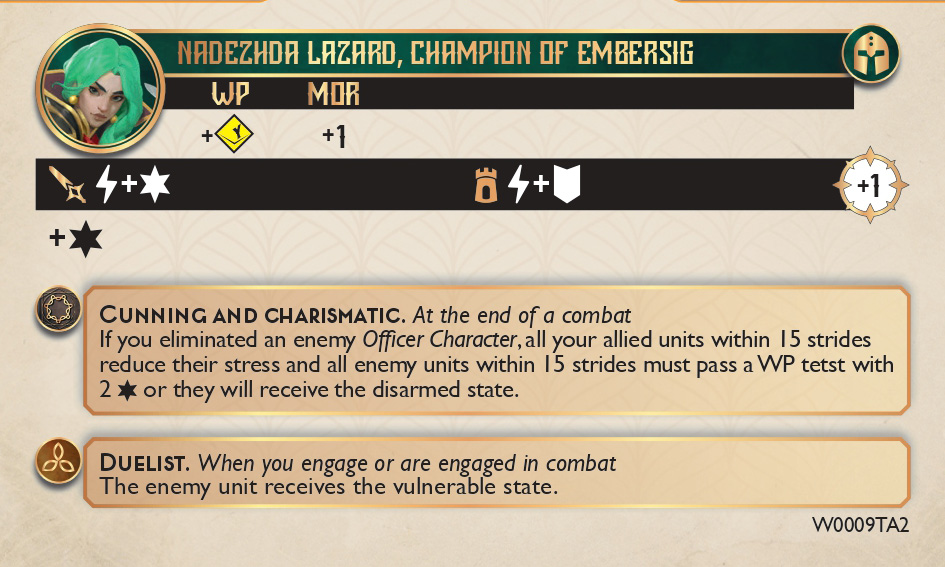 NADEZHDA LAZARD, CHAMPION OF EMBERSIG
WP MOR
+ +1
+ + +1
+
CUNNING AND CHARISMATIC. At the end of a combat
If you eliminated an enemy Officer Character, all your allied units within 15 strides
reduce their stress and all enemy units within 15 strides must pass a WP tetst with
2 ✶ or they will receive the disarmed state.
DUELIST. When you engage or are engaged in combat
The enemy unit receives the vulnerable state.
W0009TA2